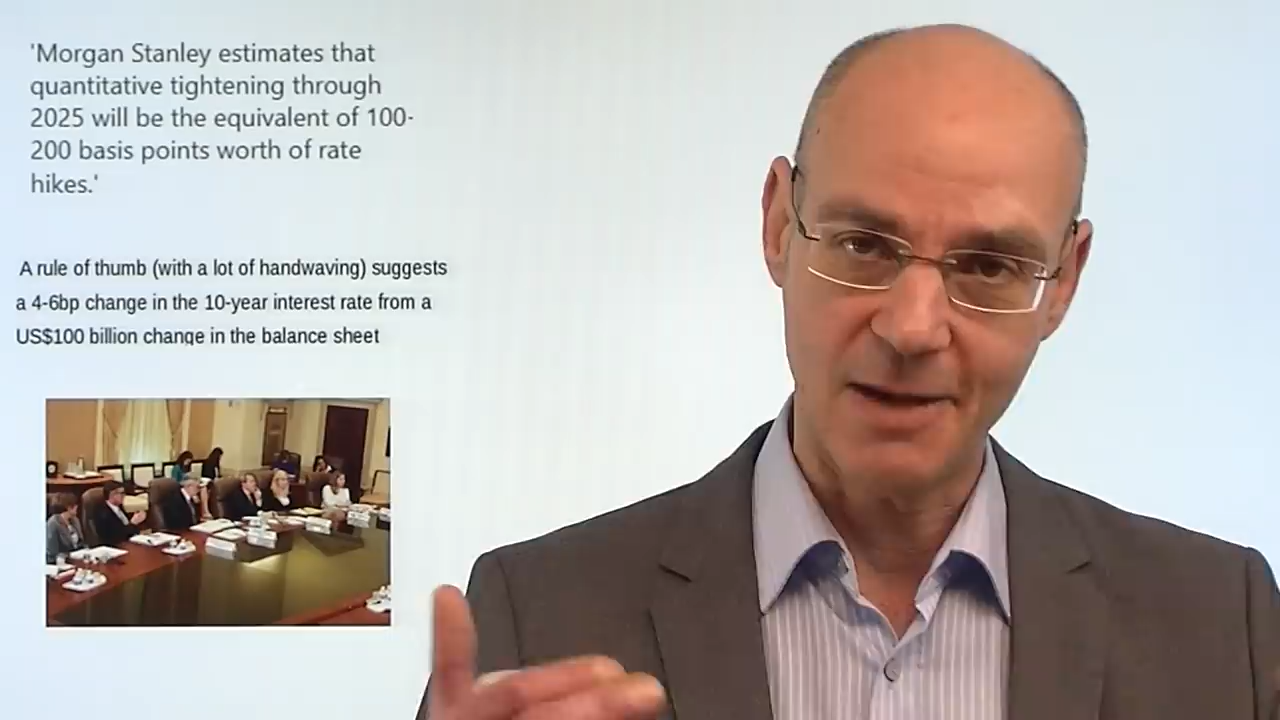 'Morgan Stanley estimates that
quantitative tightening through
2025 will be the equivalent of 100-
200 basis points worth of rate
hikes.'
A rule of thumb (with a lot of handwaving) suggests
a 4-6bp change in the 10-year interest rate from a
US$100 billion change in the balance sheet